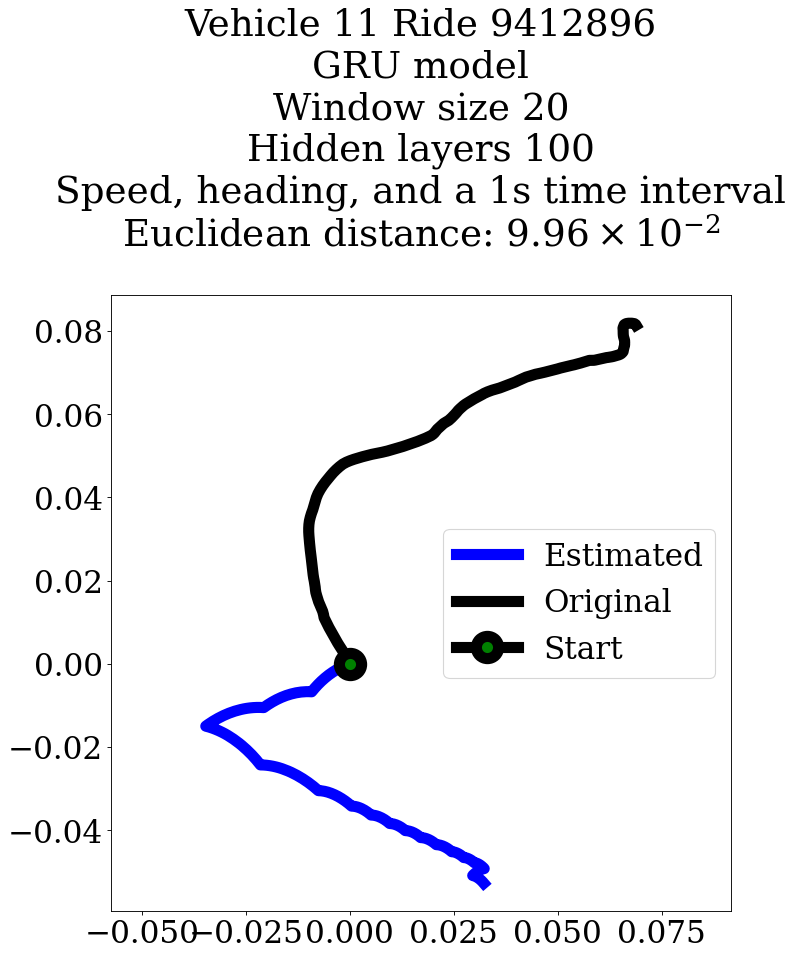 Vehicle 11 Ride 9412896
GRU model
Window size 20
Hidden layers 100
Speed, heading, and a 1s time interval
Euclidean distance: 9.96 × 10⁻²
0.08
0.06
0.04
0.02
0.00
−0.02
−0.04
Estimated
Original
Start
−0.050 −0.025 0.000 0.025 0.050 0.075